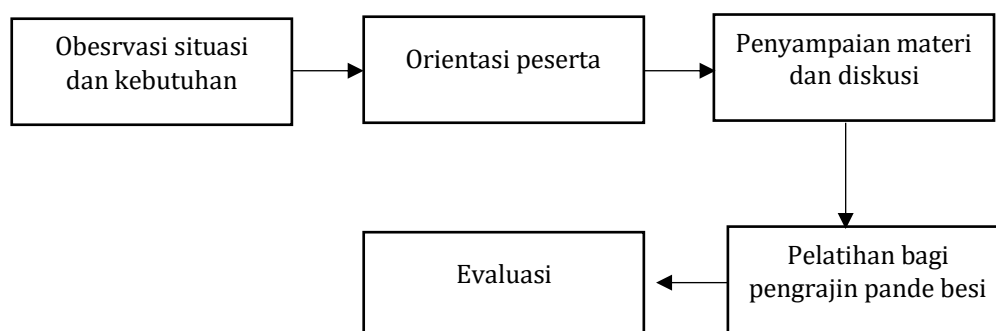 Obesrvasi situasi
dan kebutuhan
Orientasi peserta
Penyampaian materi
dan diskusi
Pelatihan bagi
pengrajin pande besi
Evaluasi